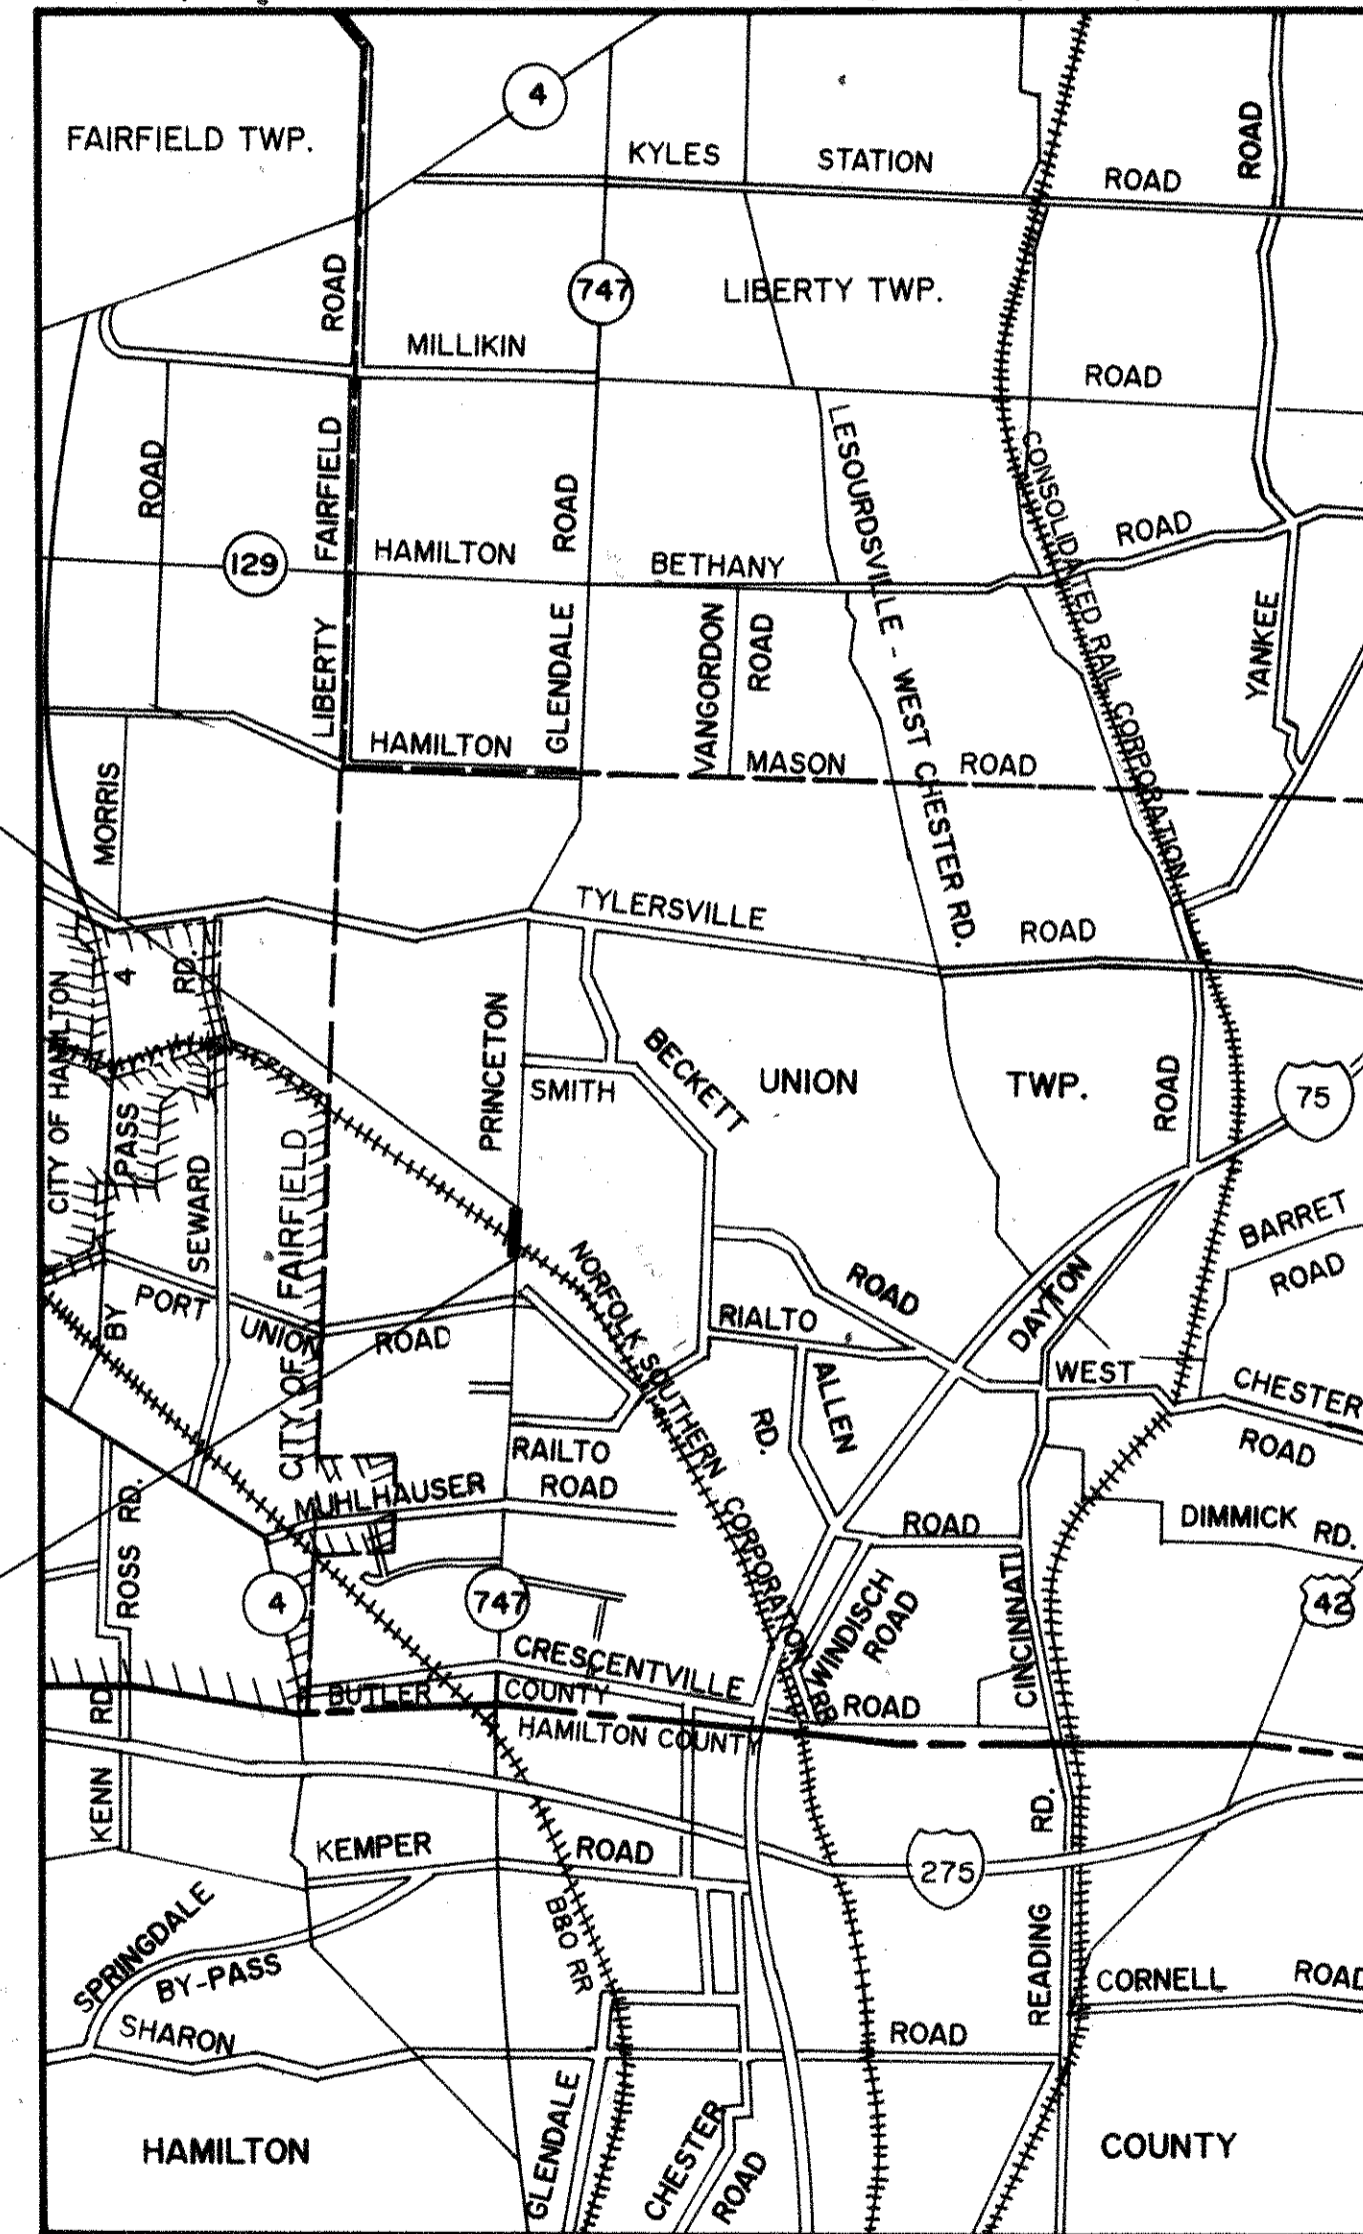 4
FAIRFIELD TWP.
KYLES STATION ROAD
ROAD
747
LIBERTY TWP.
ROAD
MILLIKIN ROAD
LESOURDSVILLE - WEST CHESTER RD.
CONSOLIDATED RAIL CORPORATION
ROAD
LIBERTY FAIRFIELD
GLENDALE ROAD
129
HAMILTON BETHANY ROAD
VANGORDON
ROAD
YANKEE
HAMILTON MASON ROAD
MORRIS
TYLERSVILLE ROAD
CITY OF HAMILTON
4
RD.
PRINCETON
SMITH
BECKETT
UNION TWP.
ROAD
75
BY PASS
SEWARD
CITY OF FAIRFIELD
CITY OF FAIRFIELD
NORFOLK SOUTHERN CORPORATION RR
BARRET
ROAD
PORT UNION ROAD
ROAD
RIALTO
DAYTON
WEST CHESTER
ROAD
ALLEN
RD.
RAILTO
ROAD
MUHLHAUSER
ROAD
DIMMICK RD.
ROSS RD.
4
747
WINDISCH
ROAD
CINCINNATI
42
CRESCENTVILLE
ROAD
BUTLER COUNTY
HAMILTON COUNTY
KENN RD.
KEMPER ROAD
275
RD.
SPRINGDALE
BY-PASS
B&O RR
READING
CORNELL ROAD
SHARON ROAD
GLENDALE
CHESTER
ROAD
HAMILTON COUNTY